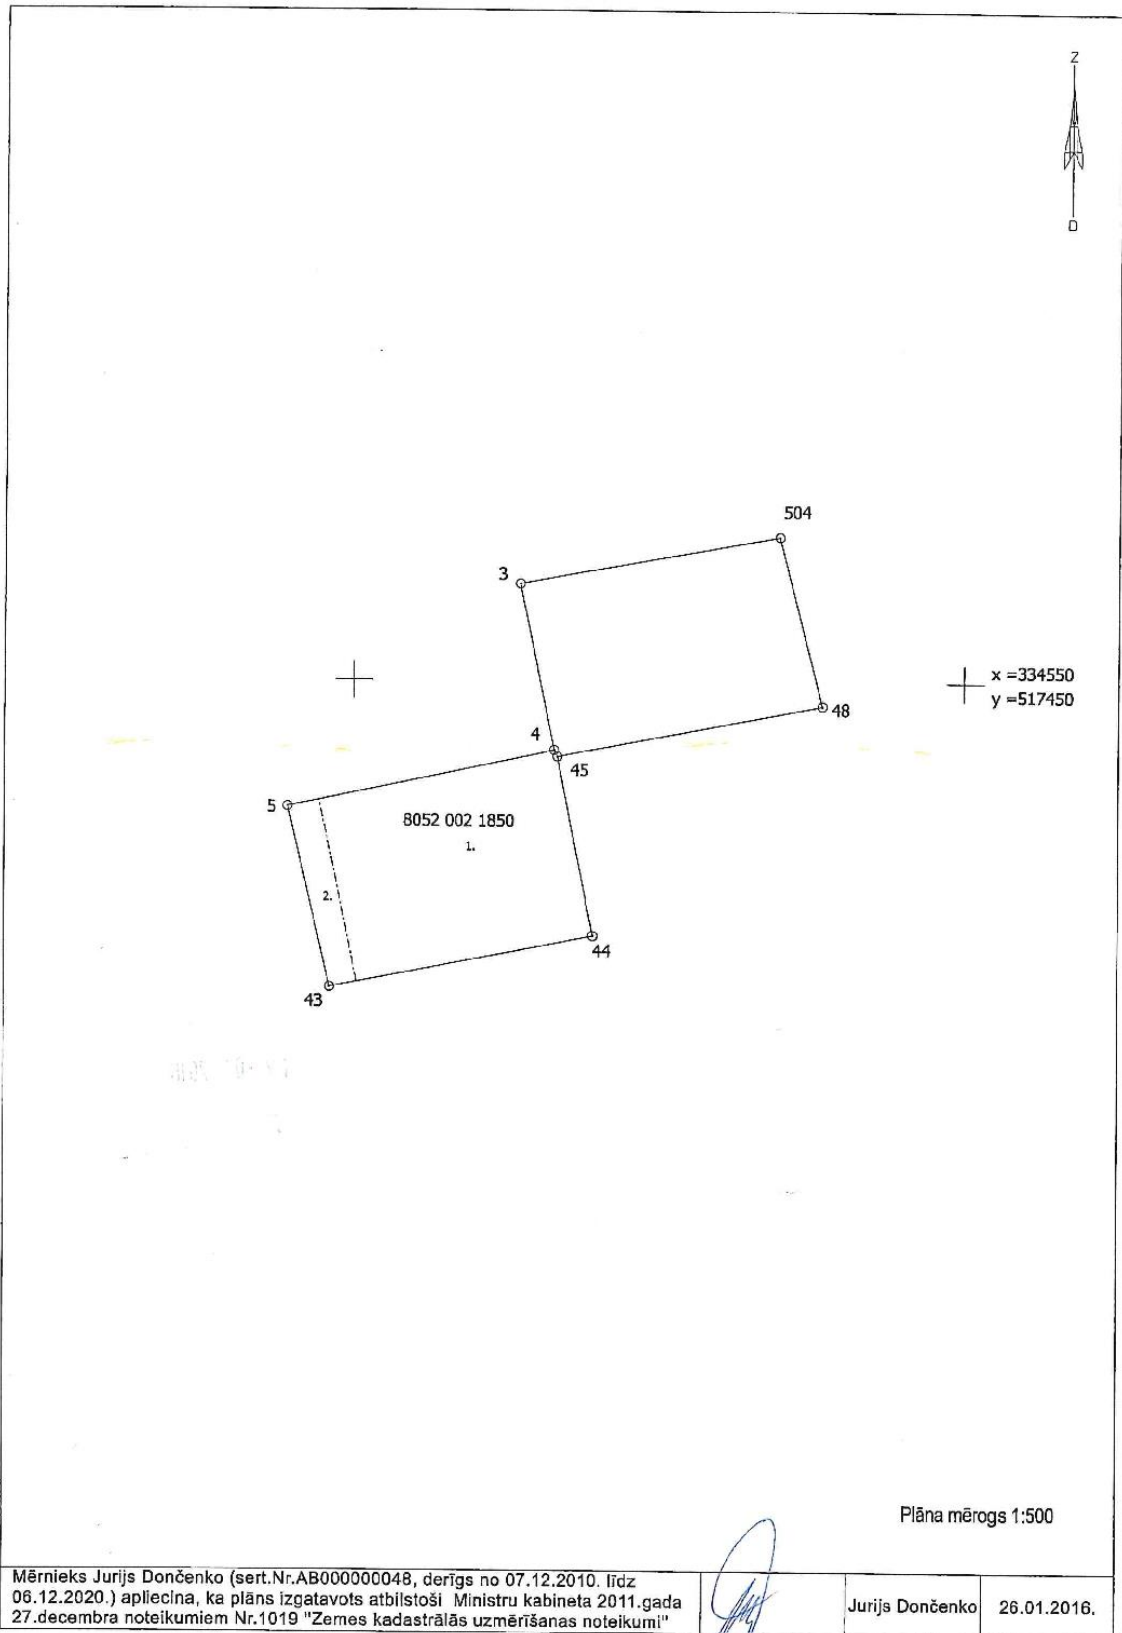 Z
D
504
3
x =334550
y =517450
48
4
45
5
8052 002 1850
1.
2.
44
43
Plāna mērogs 1:500
Mērnieks Jurijs Dončenko (sert.Nr.AB000000048, derīgs no 07.12.2010. līdz
06.12.2020.) apliecina, ka plāns izgatavots atbilstoši Ministru kabineta 2011.gada
27.decembra noteikumiem Nr.1019 "Zemes kadastrālās uzmērīšanas noteikumi"
Jurijs Dončenko
26.01.2016.